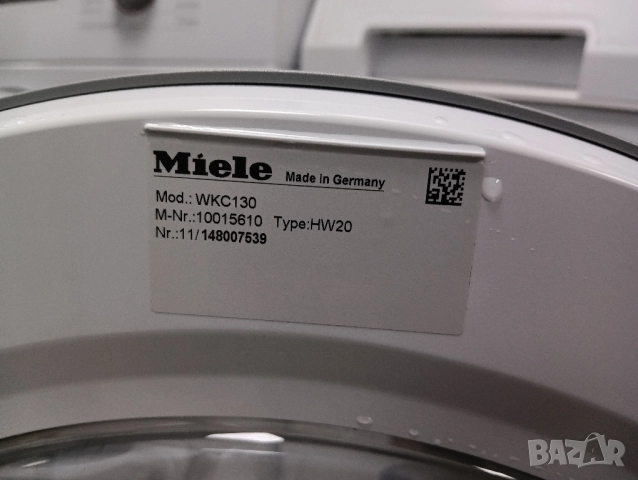 Miele Made in Germany
Mod.: WKC130
M-Nr.:10015610 Type:HW20
Nr.:11/148007539
BAZAR